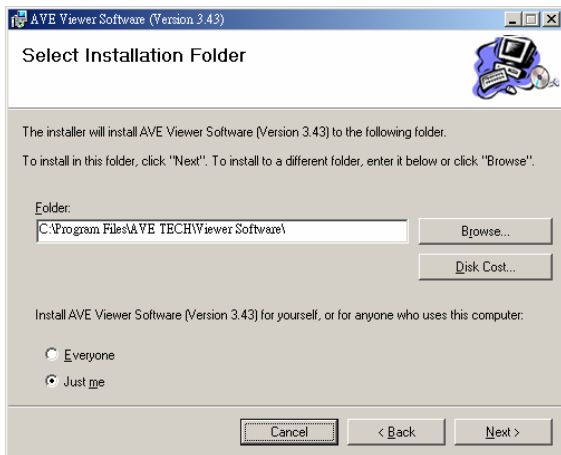 AVE Viewer Software (Version 3.43)
Select Installation Folder
The installer will install AVE Viewer Software (Version 3.43) to the following folder.
To install in this folder, click "Next". To install to a different folder, enter it below or click "Browse".
Folder:
C:\Program Files\AVE TECH\Viewer Software\
Browse...
Disk Cost...
Install AVE Viewer Software (Version 3.43) for yourself, or for anyone who uses this computer:
Everyone
Just me
Cancel
< Back
Next >